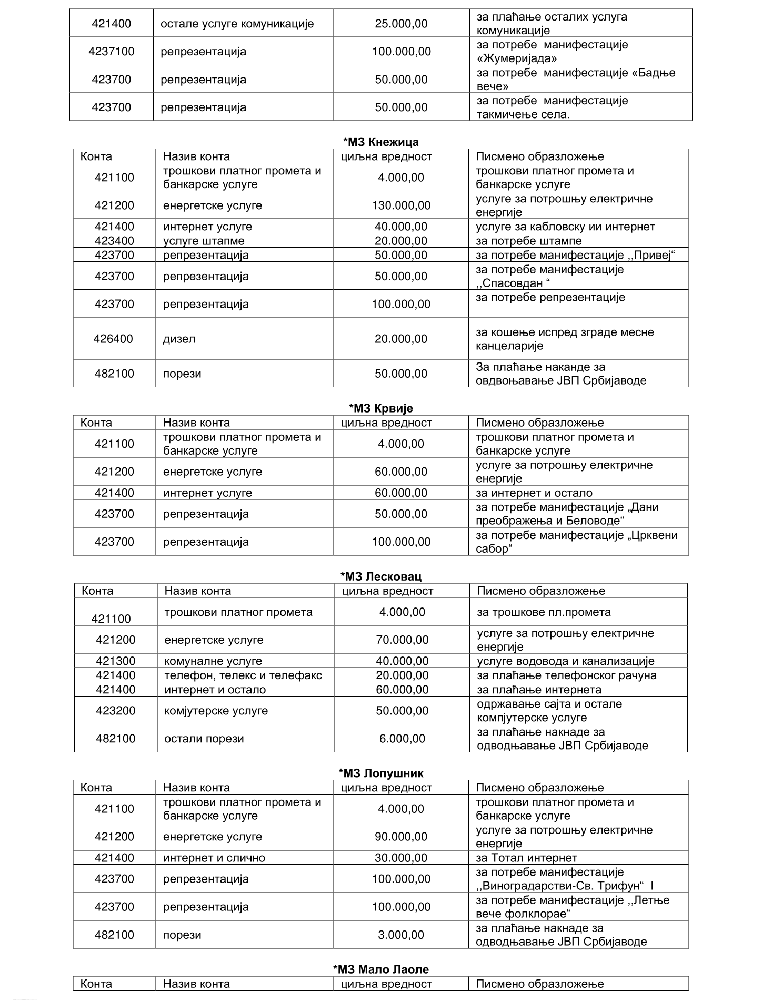 421400 остале услуге комуникације 25.000,00 за плаћање осталих услуга
комуникације
4237100 репрезентација 100.000,00 за потребе  манифестације
«Жумеријада»
423700 репрезентација 50.000,00 за потребе  манифестације «Бадње
вече»
423700 репрезентација 50.000,00 за потребе  манифестације
такмичење села.
*МЗ Кнежица
Конта Назив конта циљна вредност Писмено образложење
421100 трошкови платног промета и
банкарске услуге 4.000,00 трошкови платног промета и
банкарске услуге
421200 енергетске услуге 130.000,00 услуге за потрошњу електричне
енергије
421400 интернет услуге 40.000,00 услуге за кабловску ии интернет
423400 услуге штапме 20.000,00 за потребе штампе
423700 репрезентација 50.000,00 за потребе манифестације ,,Привеј“
423700 репрезентација 50.000,00 за потребе манифестације
,,Спасовдан “
423700 репрезентација 100.000,00 за потребе репрезентације
426400 дизел 20.000,00 за кошење испред зграде месне
канцеларије
482100 порези 50.000,00 За плаћање наканде за
овдвоњавање ЈВП Србијаводе
*МЗ Крвије
Конта Назив конта циљна вредност Писмено образложење
421100 трошкови платног промета и
банкарске услуге 4.000,00 трошкови платног промета и
банкарске услуге
421200 енергетске услуге 60.000,00 услуге за потрошњу електричне
енергије
421400 интернет услуге 60.000,00 за интернет и остало
423700 репрезентација 50.000,00 за потребе манифестације „Дани
преображења и Беловоде“
423700 репрезентација 100.000,00 за потребе манифестације „Црквени
сабор“
*МЗ Лесковац
Конта Назив конта циљна вредност Писмено образложење
421100 трошкови платног промета 4.000,00 за трошкове пл.промета
421200 енергетске услуге 70.000,00 услуге за потрошњу електричне
енергије
421300 комуналне услуге 40.000,00 услуге водовода и канализације
421400 телефон, телекс и телефакс 20.000,00 за плаћање телефонског рачуна
421400 интернет и остало 60.000,00 за плаћање интернета
423200 комјутерске услуге 50.000,00 одржавање сајта и остале
компјутерске услуге
482100 остали порези 6.000,00 за плаћање накнаде за
одводњавање ЈВП Србијаводе
*МЗ Лопушник
Конта Назив конта циљна вредност Писмено образложење
421100 трошкови платног промета и
банкарске услуге 4.000,00 трошкови платног промета и
банкарске услуге
421200 енергетске услуге 90.000,00 услуге за потрошњу електричне
енергије
421400 интернет и слично 30.000,00 за Тотал интернет
423700 репрезентација 100.000,00 за потребе манифестације
,,Виноградарстви-Св. Трифун“  I
423700 репрезентација 100.000,00 за потребе манифестације ,,Летње
вече фолклорае“
482100 порези 3.000,00 за плаћање накнаде за
одводњавање ЈВП Србијаводе
*МЗ Мало Лаоле
Конта Назив конта циљна вредност Писмено образложење